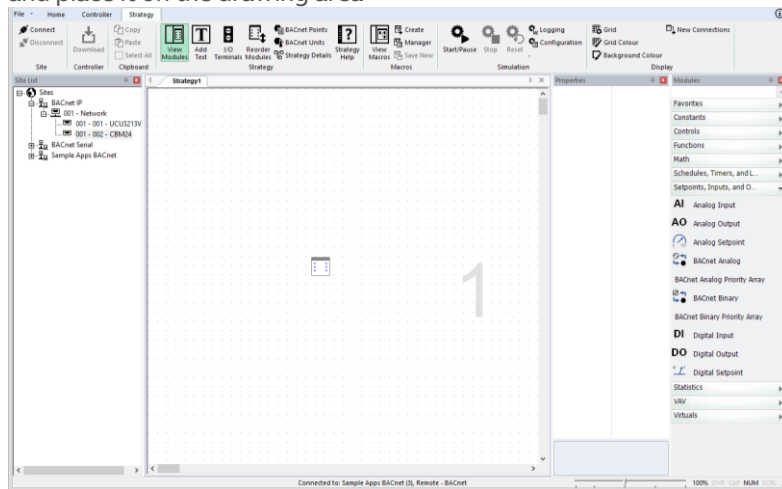 and place it on the drawing area
File Home Controller Strategy
Connect
Disconnect
Site
Download
Controller
Copy
Paste
Select All
Clipboard
View Modules
Add Text
I/O Terminals
Reorder Modules
BACnet Points
BACnet Units
Strategy Details
Strategy Help
Strategy
View Macros
Create
Manager
Save New
Macros
Start/Pause
Stop
Reset
Logging
Configuration
Simulation
Grid
Grid Colour
Background Colour
New Connections
Display
Site List
Sites
BACnet IP
001 - Network
001 - 001 - UCU3213V
001 - 002 - CBM24
BACnet Serial
Sample Apps BACnet
Strategy1
1
Properties
Modules
Favorites
Constants
Controls
Functions
Math
Schedules, Timers, and L...
Setpoints, Inputs, and O...
AI Analog Input
AO Analog Output
Analog Setpoint
BACnet Analog
BACnet Analog Priority Array
BACnet Binary
BACnet Binary Priority Array
DI Digital Input
DO Digital Output
Digital Setpoint
Statistics
VAV
Virtuals
Connected to: Sample Apps BACnet (3), Remote - BACnet
100% OVR CAP NUM SCRL